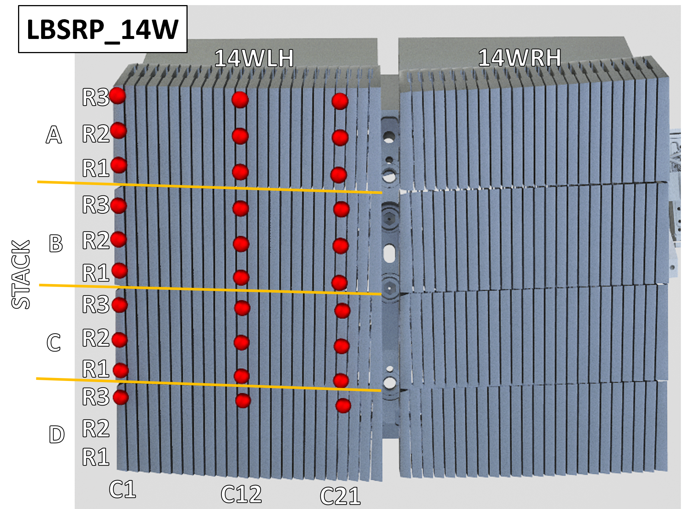 LBSRP_14W
14WLH
14WRH
STACK
A
R3
R2
R1
B
R3
R2
R1
C
R3
R2
R1
D
R3
R2
R1
C1
C12
C21